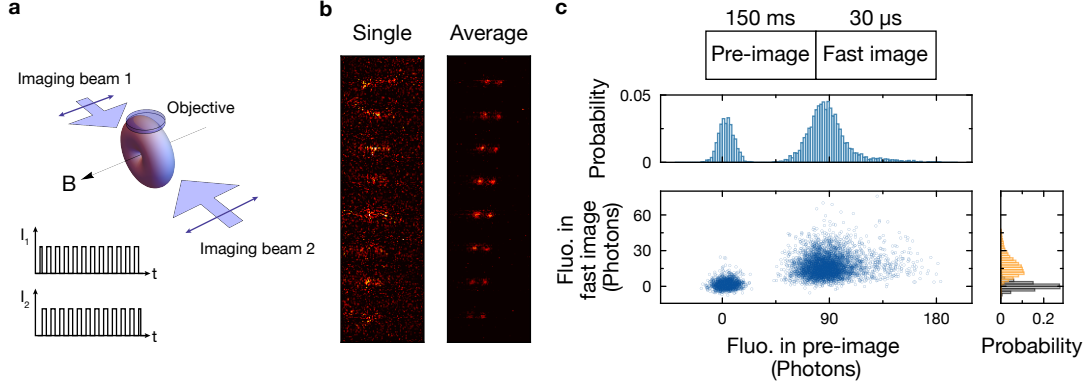 a
Imaging beam 1
Objective
B
Imaging beam 2
I1
t
I2
t
b
Single Average
c
150 ms 30 µs
Pre-image Fast image
Probability
0.05
0
Fluo. in
fast image
(Photons)
60
30
0
0 90 180
Fluo. in pre-image
(Photons)
0 0.2
Probability